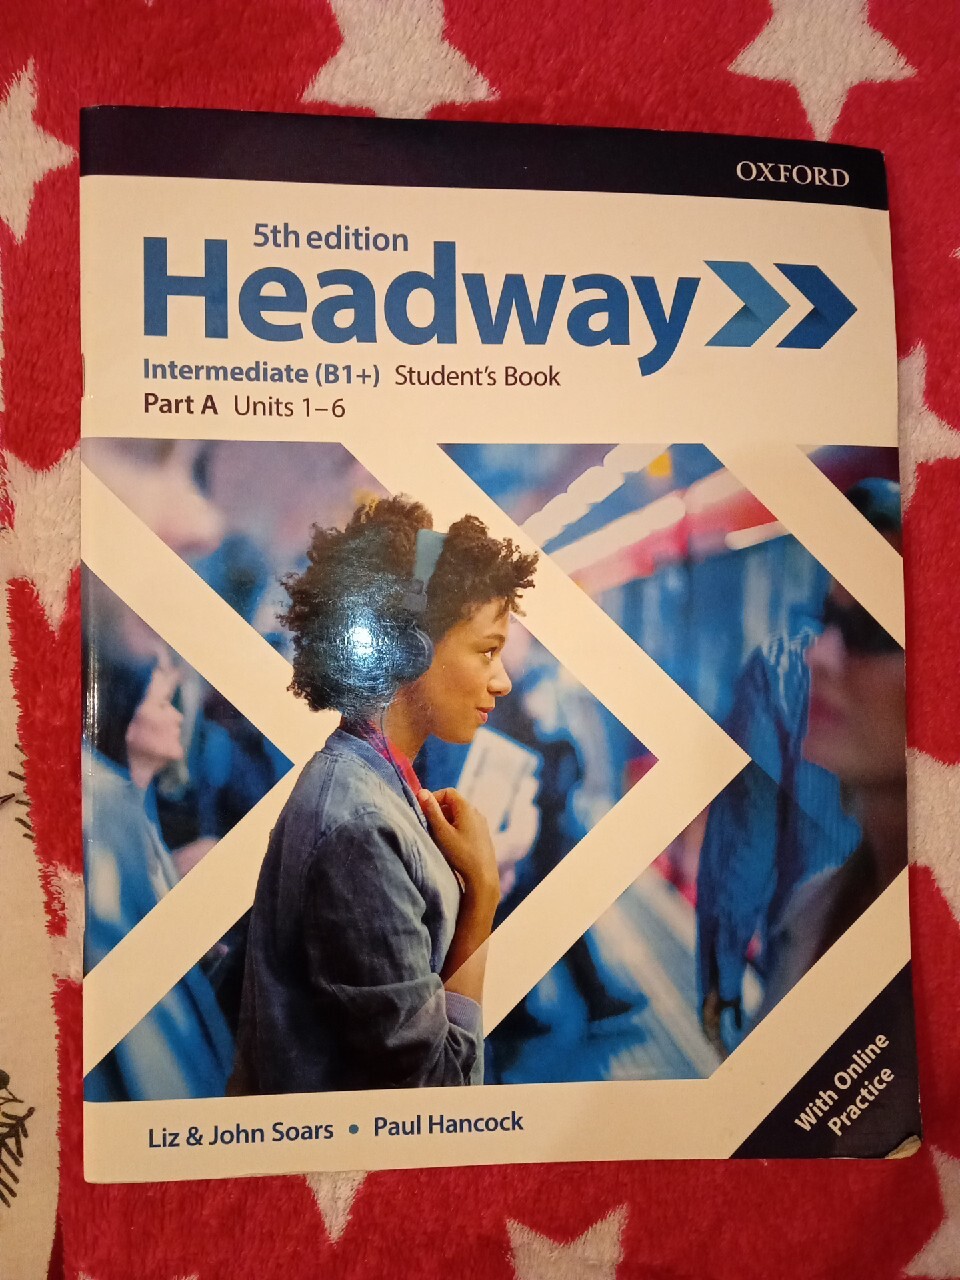 OXFORD
5th edition
Headway
Intermediate (B1+) Student's Book
Part A Units 1–6
With Online
Practice
Liz & John Soars • Paul Hancock